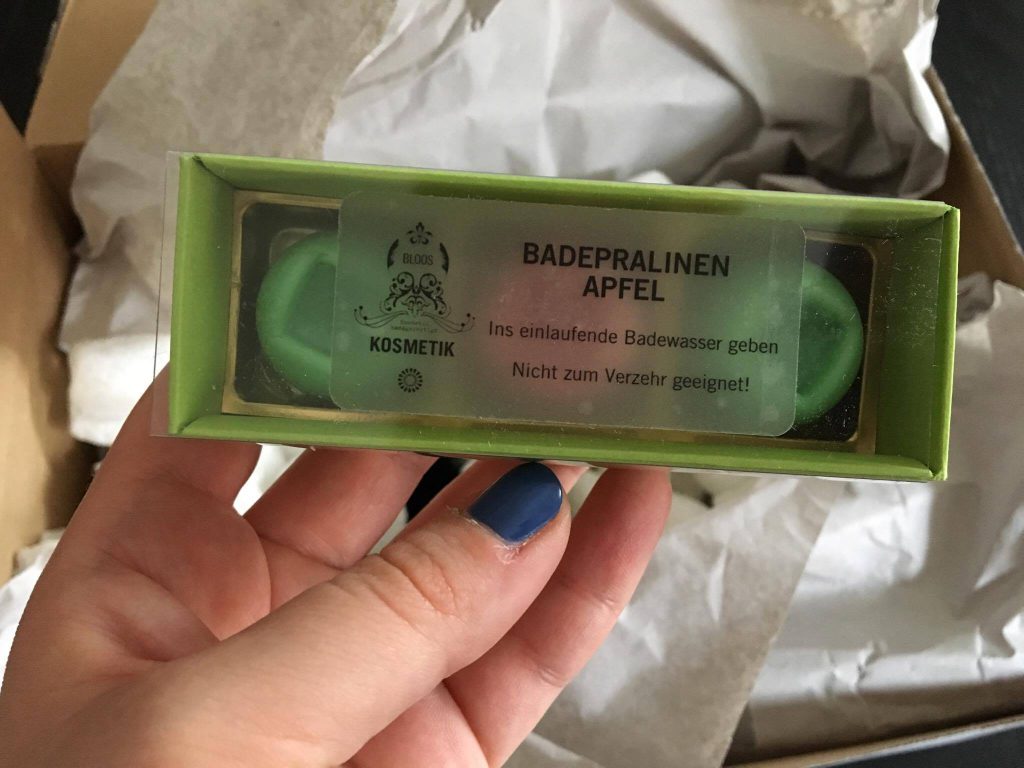 BLOOS
KOSMETIK
BADEPRALINEN
APFEL
Ins einlaufende Badewasser geben
Nicht zum Verzehr geeignet!